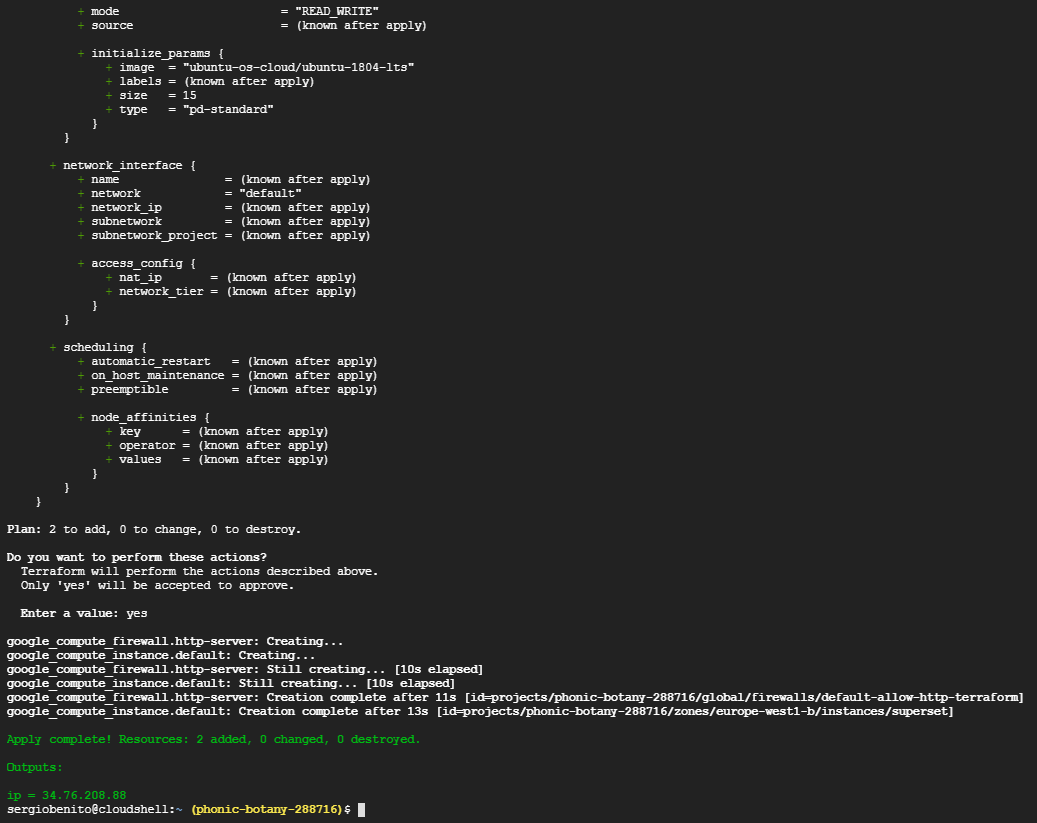 + mode                       = "READ_WRITE"
+ source                     = (known after apply)
+ initialize_params {
+ image  = "ubuntu-os-cloud/ubuntu-1804-lts"
+ labels = (known after apply)
+ size   = 15
+ type   = "pd-standard"
}
}
+ network_interface {
+ name               = (known after apply)
+ network            = "default"
+ network_ip         = (known after apply)
+ subnetwork         = (known after apply)
+ subnetwork_project = (known after apply)
+ access_config {
+ nat_ip       = (known after apply)
+ network_tier = (known after apply)
}
}
+ scheduling {
+ automatic_restart   = (known after apply)
+ on_host_maintenance = (known after apply)
+ preemptible         = (known after apply)
+ node_affinities {
+ key      = (known after apply)
+ operator = (known after apply)
+ values   = (known after apply)
}
}
}
Plan: 2 to add, 0 to change, 0 to destroy.
Do you want to perform these actions?
Terraform will perform the actions described above.
Only 'yes' will be accepted to approve.
Enter a value: yes
google_compute_firewall.http-server: Creating...
google_compute_instance.default: Creating...
google_compute_firewall.http-server: Still creating... [10s elapsed]
google_compute_instance.default: Still creating... [10s elapsed]
google_compute_firewall.http-server: Creation complete after 11s [id=projects/phonic-botany-288716/global/firewalls/default-allow-http-terraform]
google_compute_instance.default: Creation complete after 13s [id=projects/phonic-botany-288716/zones/europe-west1-b/instances/superset]
Apply complete! Resources: 2 added, 0 changed, 0 destroyed.
Outputs:
ip = 34.76.208.88
sergiobenito@cloudshell:~ (phonic-botany-288716)$